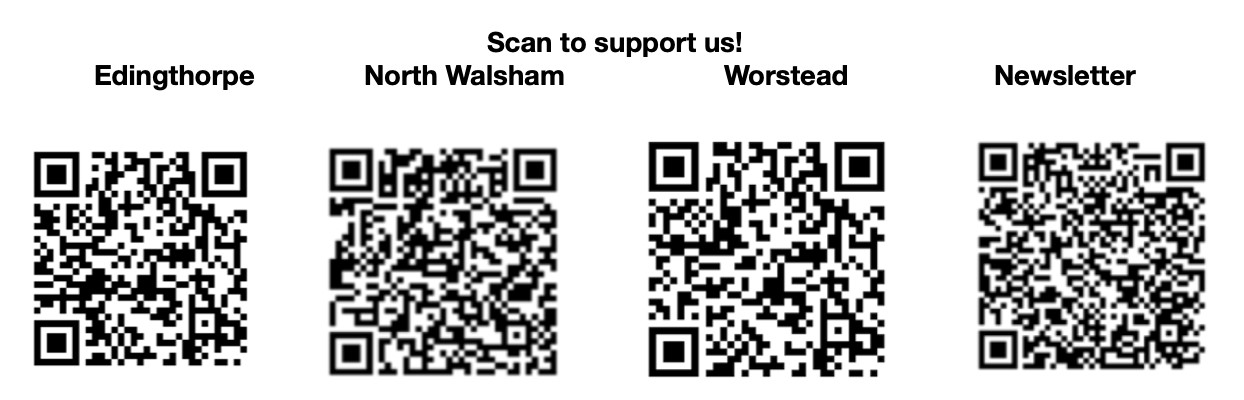 Scan to support us!
Edingthorpe North Walsham Worstead Newsletter